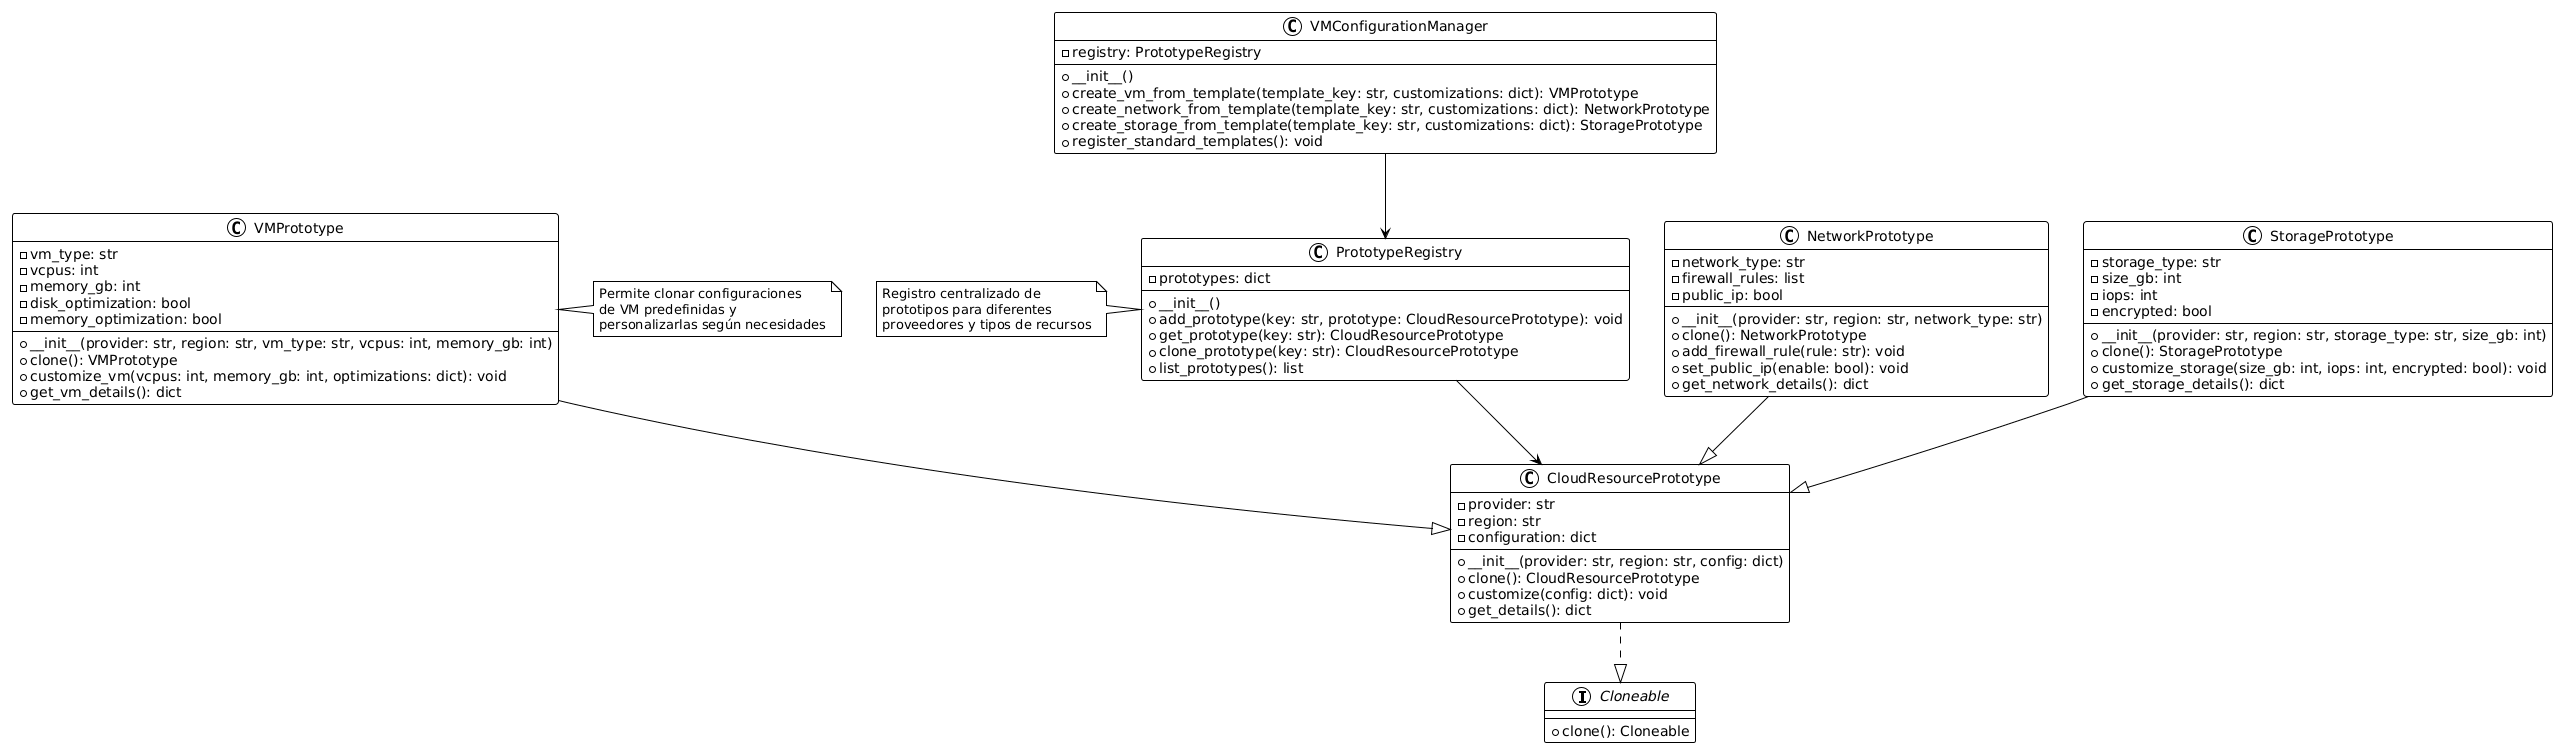 VMConfigurationManager
registry: PrototypeRegistry
__init__()
create_vm_from_template(template_key: str, customizations: dict): VMPrototype
create_network_from_template(template_key: str, customizations: dict): NetworkPrototype
create_storage_from_template(template_key: str, customizations: dict): StoragePrototype
register_standard_templates(): void
VMPrototype
vm_type: str
vcpus: int
memory_gb: int
disk_optimization: bool
memory_optimization: bool
__init__(provider: str, region: str, vm_type: str, vcpus: int, memory_gb: int)
clone(): VMPrototype
customize_vm(vcpus: int, memory_gb: int, optimizations: dict): void
get_vm_details(): dict
Permite clonar configuraciones
de VM predefinidas y
personalizarlas según necesidades
Registro centralizado de
prototipos para diferentes
proveedores y tipos de recursos
PrototypeRegistry
prototypes: dict
__init__()
add_prototype(key: str, prototype: CloudResourcePrototype): void
get_prototype(key: str): CloudResourcePrototype
clone_prototype(key: str): CloudResourcePrototype
list_prototypes(): list
NetworkPrototype
network_type: str
firewall_rules: list
public_ip: bool
__init__(provider: str, region: str, network_type: str)
clone(): NetworkPrototype
add_firewall_rule(rule: str): void
set_public_ip(enable: bool): void
get_network_details(): dict
StoragePrototype
storage_type: str
size_gb: int
iops: int
encrypted: bool
__init__(provider: str, region: str, storage_type: str, size_gb: int)
clone(): StoragePrototype
customize_storage(size_gb: int, iops: int, encrypted: bool): void
get_storage_details(): dict
CloudResourcePrototype
provider: str
region: str
configuration: dict
__init__(provider: str, region: str, config: dict)
clone(): CloudResourcePrototype
customize(config: dict): void
get_details(): dict
Cloneable
clone(): Cloneable